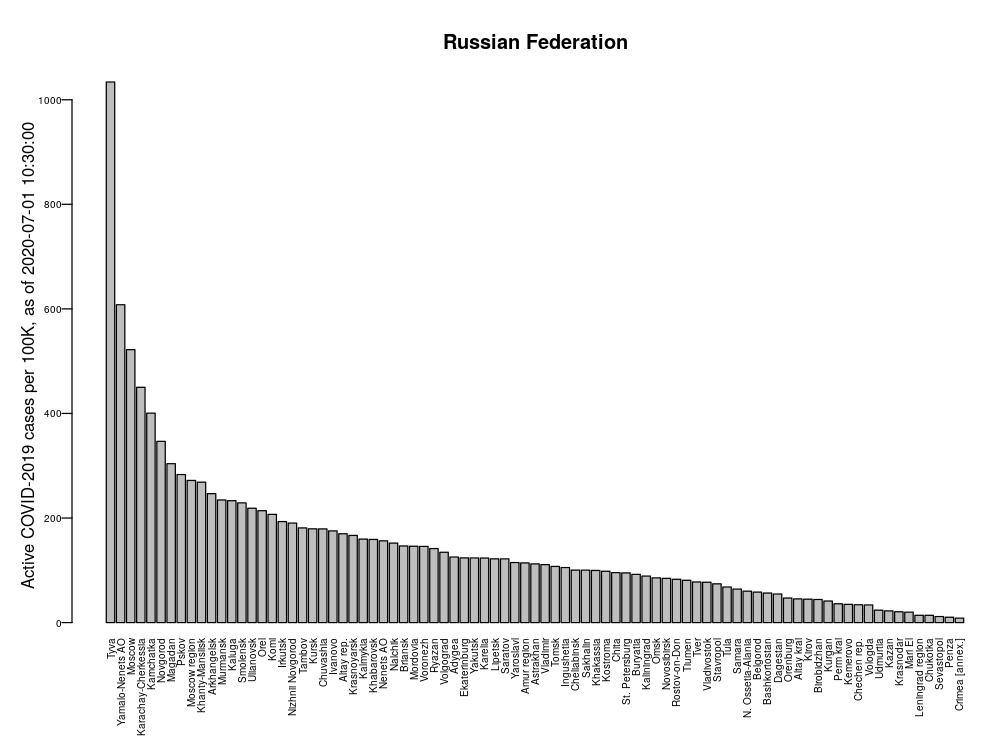 Russian Federation
Active COVID-2019 cases per 100K, as of 2020-07-01 10:30:00
1000
800
600
400
200
0
Tyva
Yamalo-Nenets AO
Moscow
Karachay-Cherkessia
Kamchatka
Novgorod
Magadan
Pskov
Moscow region
Khanty-Mansiisk
Arkhangelsk
Murmansk
Kaluga
Smolensk
Ulianovsk
Orel
Komi
Irkutsk
Nizhnii Novgorod
Tambov
Kursk
Chuvashia
Ivanovo
Altay rep.
Krasnoyarsk
Kalmykia
Khabarovsk
Nenets AO
Nalchik
Briansk
Mordovia
Voronezh
Ryazan
Volgograd
Adygea
Ekaterinburg
Yakutsk
Karelia
Lipetsk
Saratov
Yaroslavl
Amur region
Astrakhan
Vladimir
Tomsk
Ingushetia
Cheliabinsk
Sakhalin
Khakassia
Kostroma
Chita
St. Petersburg
Buryatia
Kaliningrad
Omsk
Novosibirsk
Rostov-on-Don
Tiumen
Tver
Vladivostok
Stavropol
Tula
Samara
N. Ossetia-Alania
Belgorod
Bashkortostan
Dagestan
Orenburg
Altay krai
Kirov
Birobidzhan
Kurgan
Perm krai
Kemerovo
Chechen rep.
Vologda
Udmurtia
Kazan
Krasnodar
Mari El
Leningrad region
Chukotka
Sevastopol
Penza
Crimea [annex.]